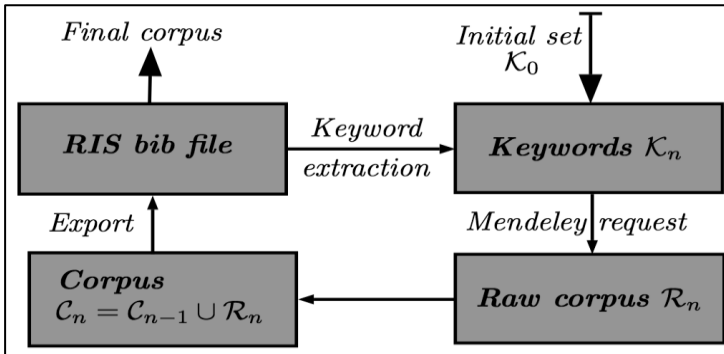 Final corpus
Initial set
𝒦₀
RIS bib file
Keyword
extraction
Keywords 𝒦ₙ
Export
Mendeley request
Corpus
𝒞ₙ = 𝒞ₙ₋₁ ∪ ℛₙ
Raw corpus ℛₙ